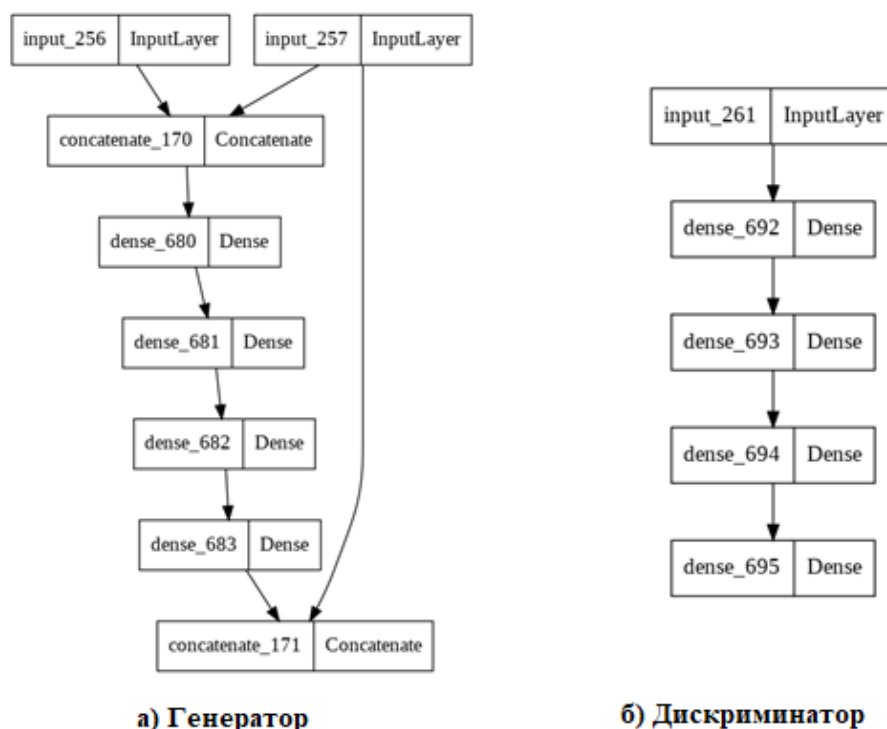 input_256 InputLayer
input_257 InputLayer
concatenate_170 Concatenate
dense_680 Dense
dense_681 Dense
dense_682 Dense
dense_683 Dense
concatenate_171 Concatenate
а) Генератор
input_261 InputLayer
dense_692 Dense
dense_693 Dense
dense_694 Dense
dense_695 Dense
б) Дискриминатор